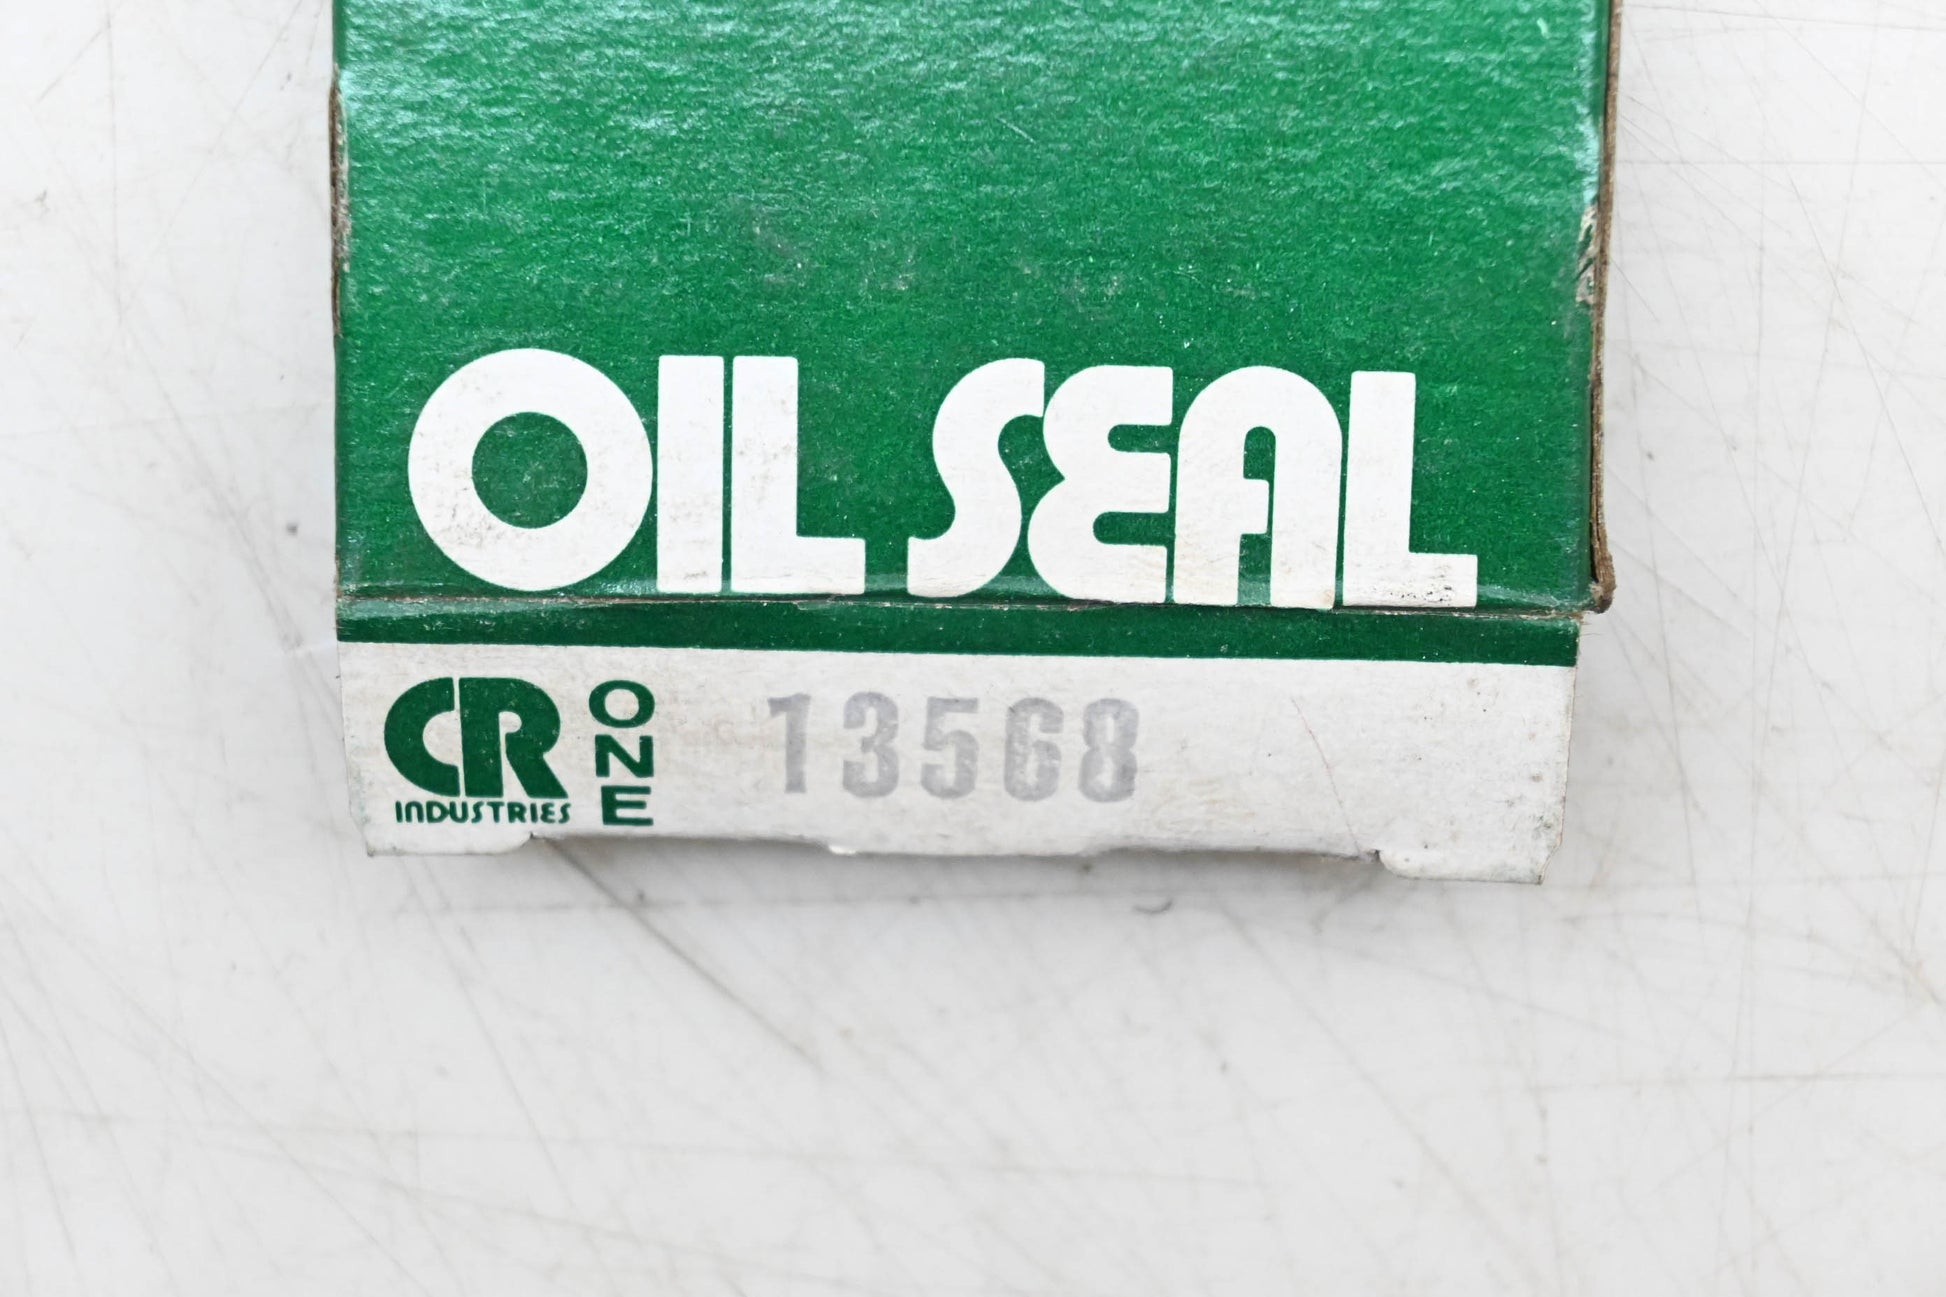 OIL SEAL
CR INDUSTRIES ONE 13568